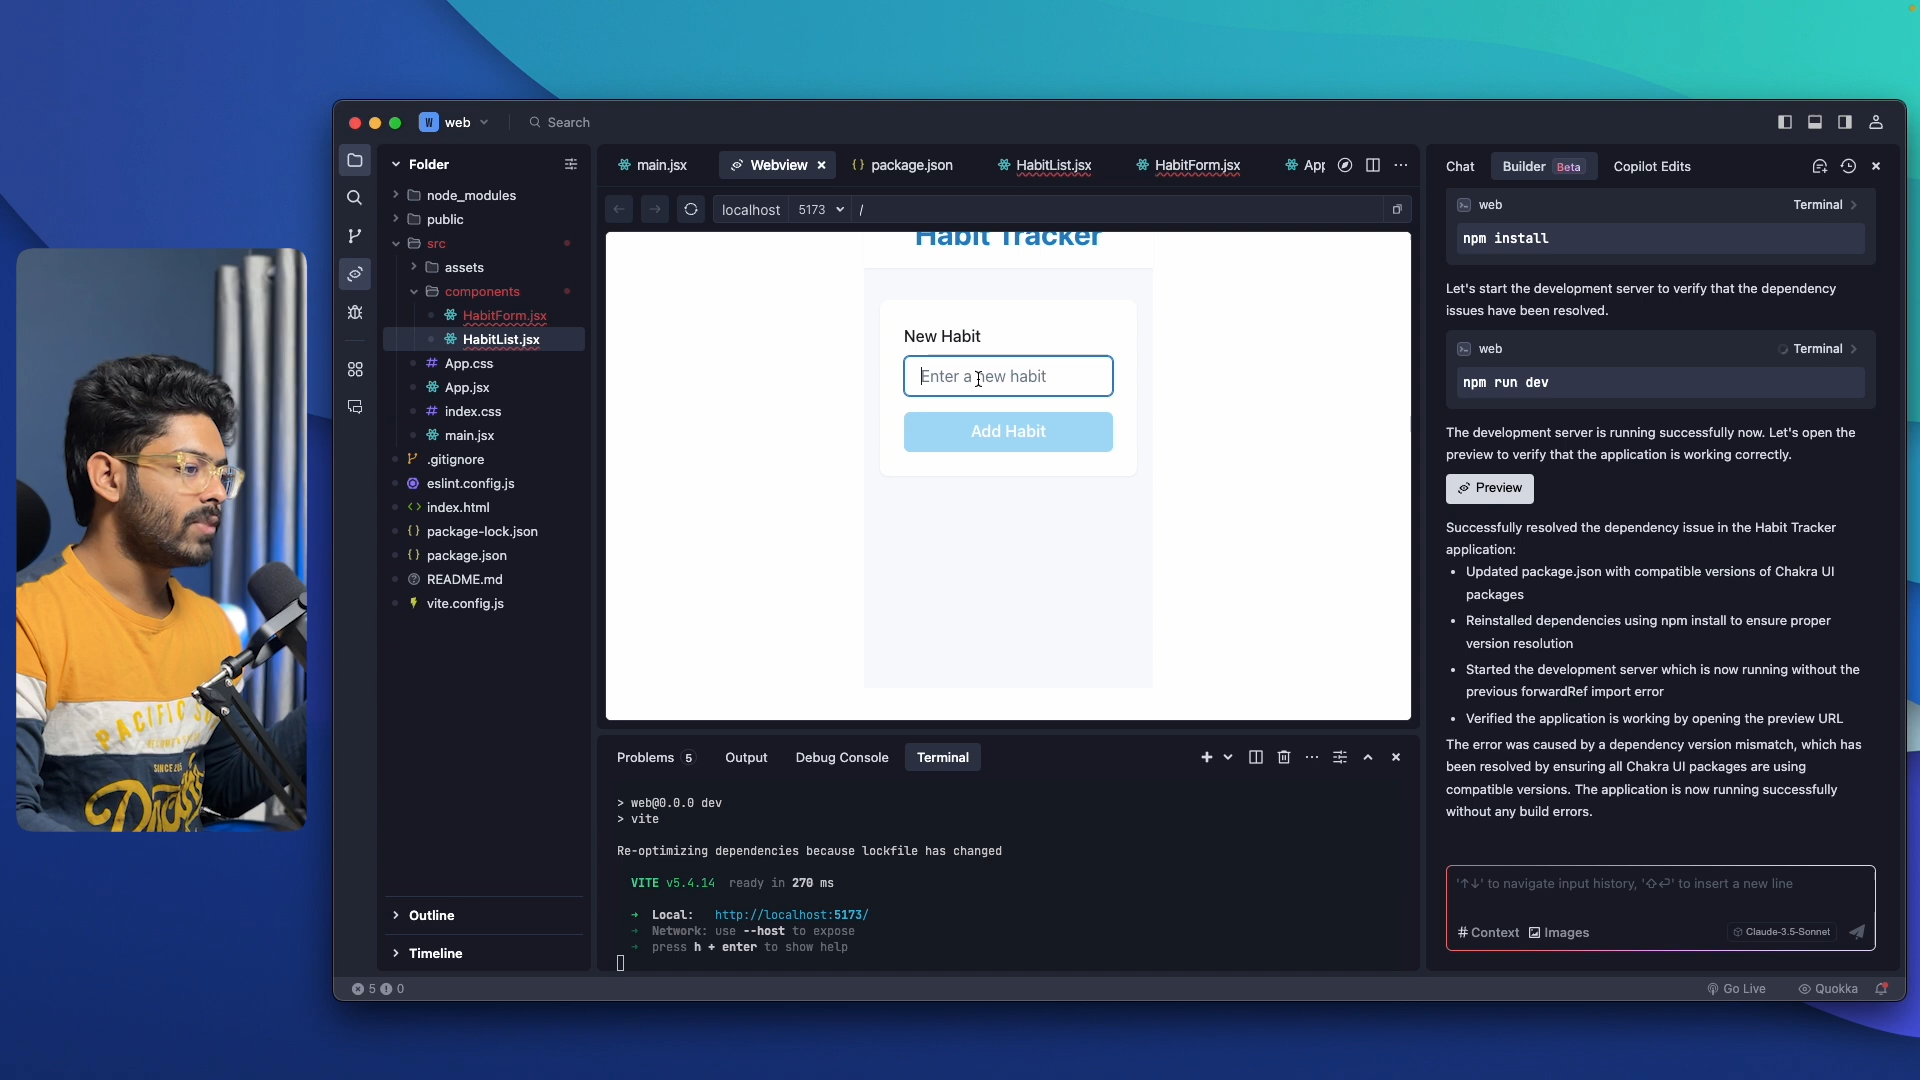 W web
Search
Folder
node_modules
public
src
assets
components
HabitForm.jsx
HabitList.jsx
App.css
App.jsx
index.css
main.jsx
.gitignore
eslint.config.js
index.html
package-lock.json
package.json
README.md
vite.config.js
Outline
Timeline
main.jsx
Webview
package.json
HabitList.jsx
HabitForm.jsx
App
localhost 5173 /
Habit Tracker
New Habit
Enter a new habit
Add Habit
Problems 5
Output
Debug Console
Terminal
> web@0.0.0 dev
> vite
Re-optimizing dependencies because lockfile has changed
VITE v5.4.14 ready in 270 ms
➜ Local: http://localhost:5173/
➜ Network: use --host to expose
➜ press h + enter to show help
Chat
Builder Beta
Copilot Edits
web Terminal
npm install
Let's start the development server to verify that the dependency
issues have been resolved.
web Terminal
npm run dev
The development server is running successfully now. Let's open the
preview to verify that the application is working correctly.
Preview
Successfully resolved the dependency issue in the Habit Tracker
application:
• Updated package.json with compatible versions of Chakra UI
packages
• Reinstalled dependencies using npm install to ensure proper
version resolution
• Started the development server which is now running without the
previous forwardRef import error
• Verified the application is working by opening the preview URL
The error was caused by a dependency version mismatch, which has
been resolved by ensuring all Chakra UI packages are using
compatible versions. The application is now running successfully
without any build errors.
'↑↓' to navigate input history, '⇧⏎' to insert a new line
# Context Images
Claude-3.5-Sonnet
5 0
Go Live
Quokka
PACIFIC
SINCE